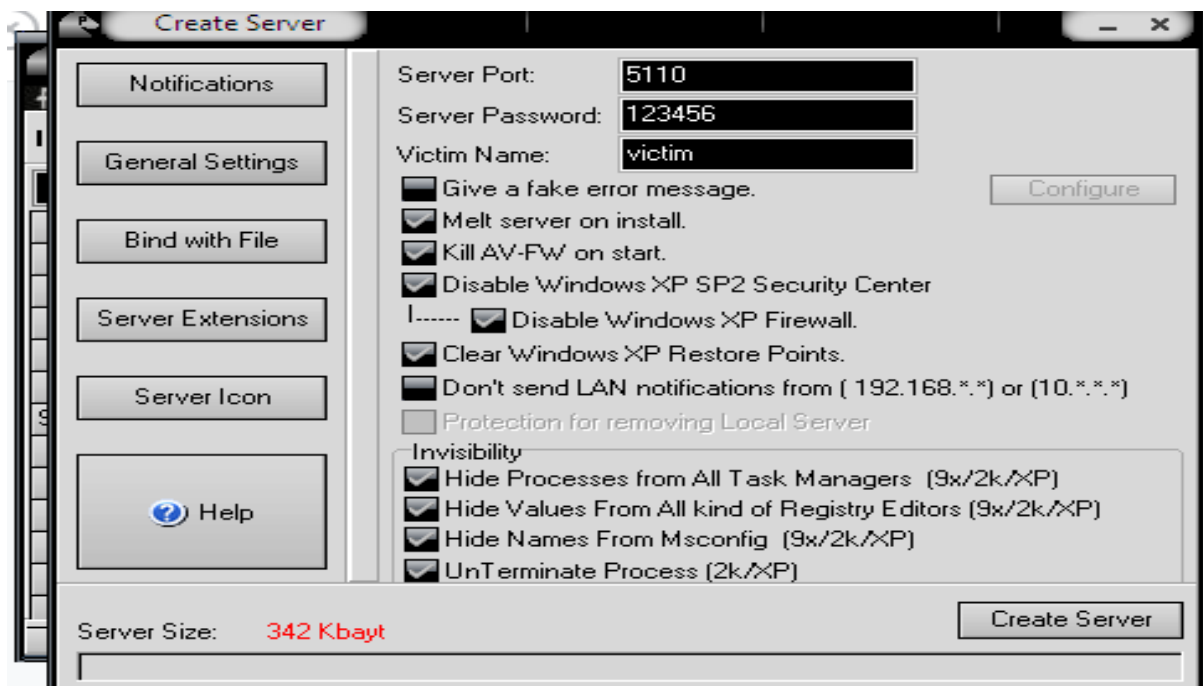 Create Server
Notifications
General Settings
Bind with File
Server Extensions
Server Icon
Help
Server Port: 5110
Server Password: 123456
Victim Name: victim
Give a fake error message. Configure
Melt server on install.
Kill AV-FW on start.
Disable Windows XP SP2 Security Center
Disable Windows XP Firewall.
Clear Windows XP Restore Points.
Don't send LAN notifications from ( 192.168.*.*) or (10.*.*.*)
Protection for removing Local Server
Invisibility
Hide Processes from All Task Managers (9x/2k/XP)
Hide Values From All kind of Registry Editors (9x/2k/XP)
Hide Names From Msconfig (9x/2k/XP)
UnTerminate Process (2k/XP)
Server Size: 342 Kbayt
Create Server